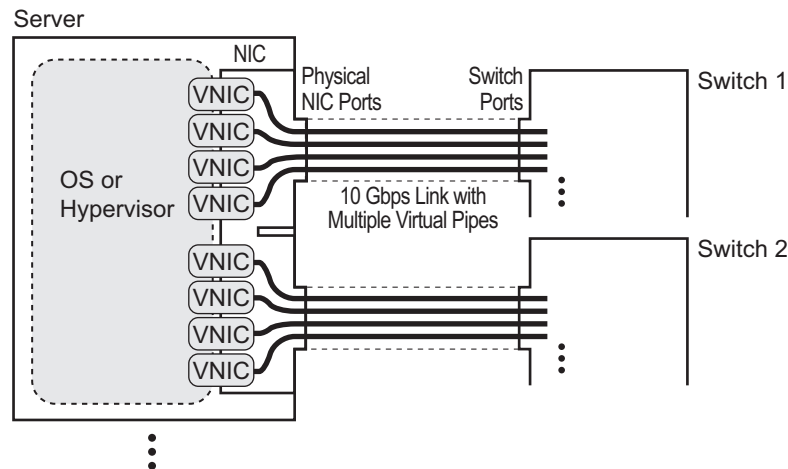 Server
NIC
Physical
NIC Ports
Switch
Ports
Switch 1
VNIC
VNIC
VNIC
VNIC
OS or
Hypervisor
10 Gbps Link with
Multiple Virtual Pipes
Switch 2
VNIC
VNIC
VNIC
VNIC